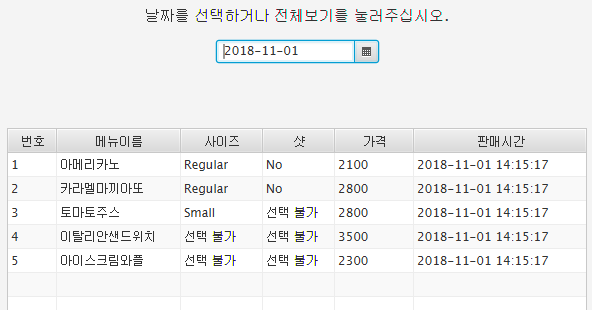 날짜를 선택하거나 전체보기를 눌러주십시오.
2018-11-01
번호 메뉴이름 사이즈 샷 가격 판매시간
1 아메리카노 Regular No 2100 2018-11-01 14:15:17
2 카라멜마끼아또 Regular No 2800 2018-11-01 14:15:17
3 토마토주스 Small 선택 불가 2800 2018-11-01 14:15:17
4 이탈리안샌드위치 선택 불가 선택 불가 3500 2018-11-01 14:15:17
5 아이스크림와플 선택 불가 선택 불가 2300 2018-11-01 14:15:17